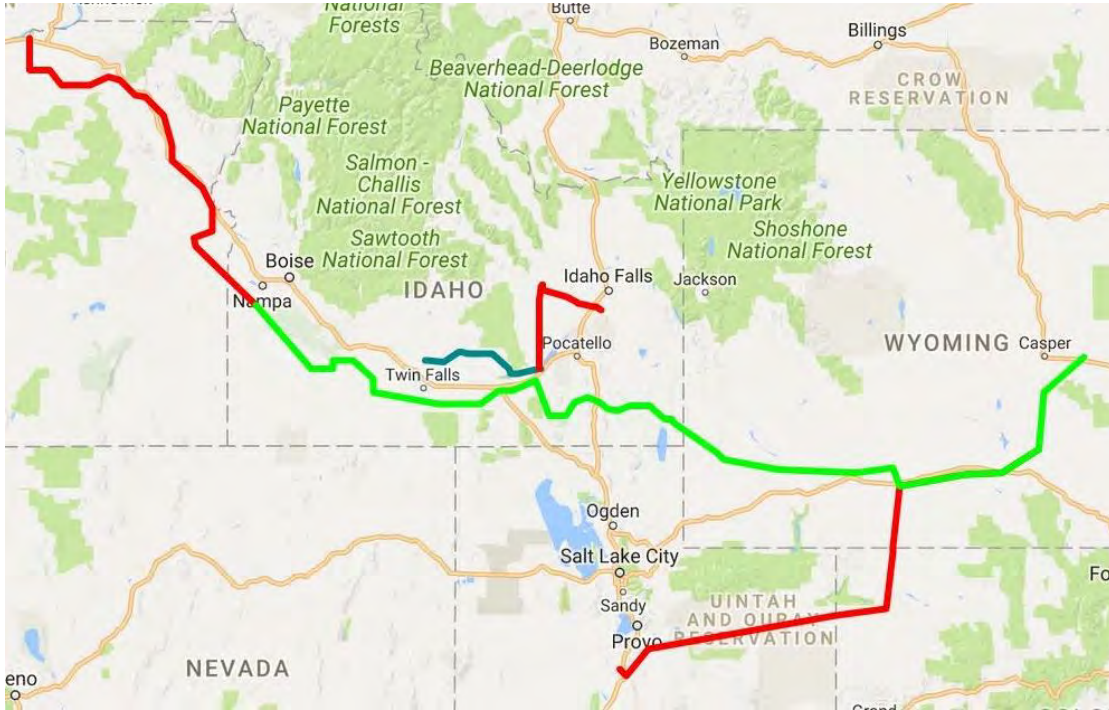 National
Forests
Butte
Bozeman
Billings
Beaverhead-Deerlodge
National Forest
CROW
RESERVATION
Payette
National Forest
Salmon -
Challis
National Forest
Yellowstone
National Park
Shoshone
National Forest
Sawtooth
National Forest
Boise
Nampa
IDAHO
Idaho Falls
Jackson
Pocatello
WYOMING
Casper
Twin Falls
Ogden
Salt Lake City
Sandy
Provo
UINTAH
AND OURAY
RESERVATION
Fo
NEVADA
eno
Grand